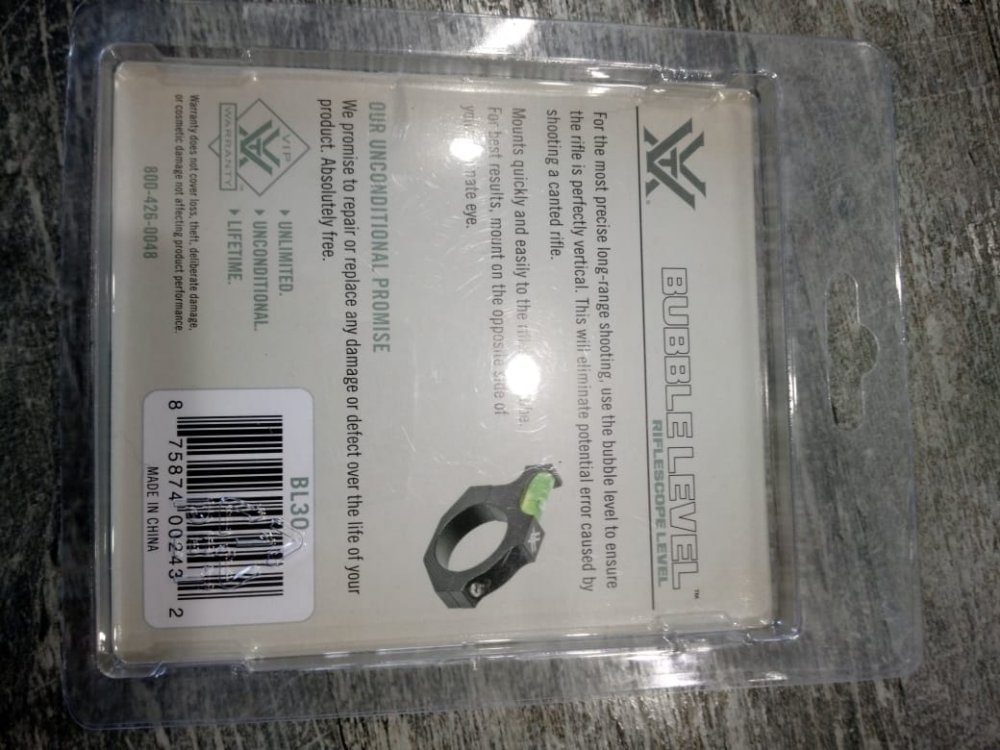 BUBBLE LEVEL™
RIFLESCOPE LEVEL
For the most precise long-range shooting, use the bubble level to ensure
the rifle is perfectly vertical. This will eliminate potential error caused by
shooting a canted rifle.
Mounts quickly and easily to the
For best results, mount on the opposite side of
eye.
OUR UNCONDITIONAL PROMISE
We promise to repair or replace any damage or defect over the life of your
product. Absolutely free.
VIP
WARRANTY™
UNLIMITED.
UNCONDITIONAL.
LIFETIME.
Warranty does not cover loss, theft, deliberate damage,
or cosmetic damage not affecting product performance.
800-426-0048
BL30
8 75874 00243 2
MADE IN CHINA